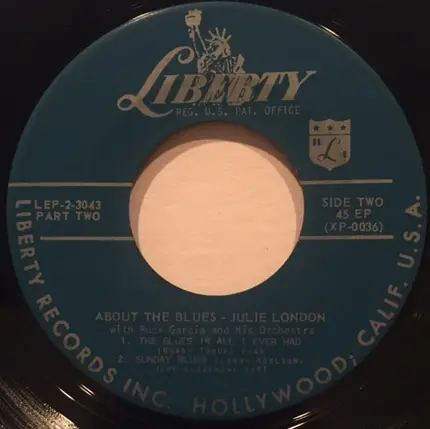 LIBERTY
REG. U.S. PAT. OFFICE
L
LEP-2-3043
PART TWO
SIDE TWO
45 EP
(XP-0036)
ABOUT THE BLUES - JULIE LONDON
with Russ Garcia and His Orchestra
1. THE BLUES IS ALL I EVER HAD
(Bobby Troup)
2. SUNDAY BLUES
LIBERTY RECORDS INC. HOLLYWOOD, CALIF. U.S.A.